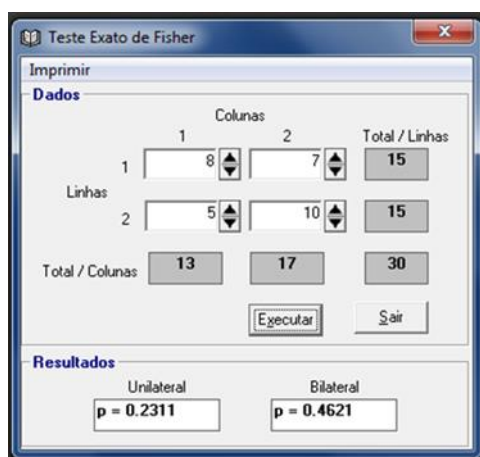 Teste Exato de Fisher
Imprimir
Dados
Colunas
1 2 Total / Linhas
1 8 7 15
Linhas
2 5 10 15
Total / Colunas 13 17 30
Executar Sair
Resultados
Unilateral Bilateral
p = 0.2311 p = 0.4621